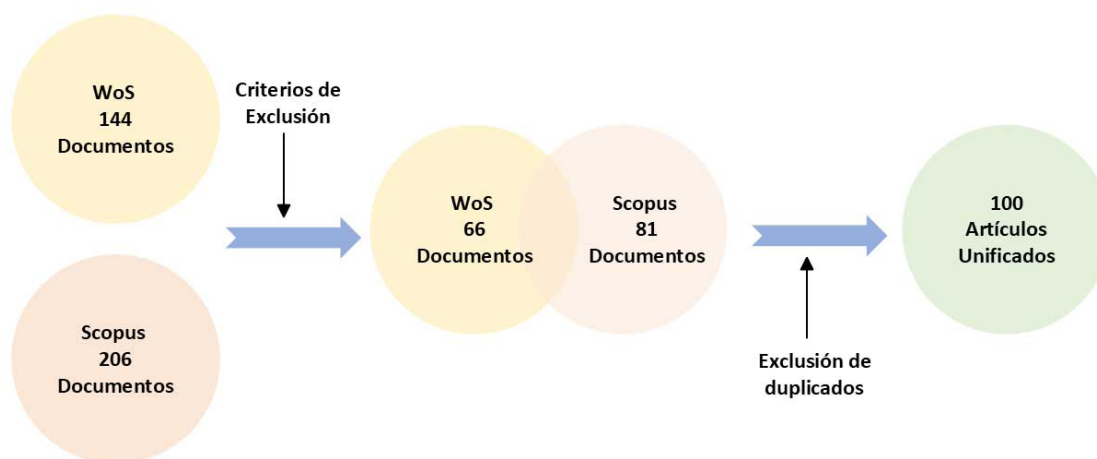 WoS
144
Documentos
Scopus
206
Documentos
Criterios de
Exclusión
WoS
66
Documentos
Scopus
81
Documentos
Exclusión de
duplicados
100
Artículos
Unificados